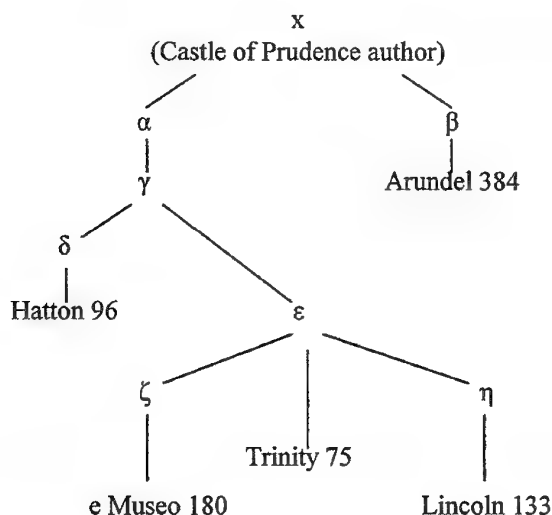 x
(Castle of Prudence author)
α β
Arundel 384
γ
δ
Hatton 96
ε
ζ η
Trinity 75
e Museo 180 Lincoln 133